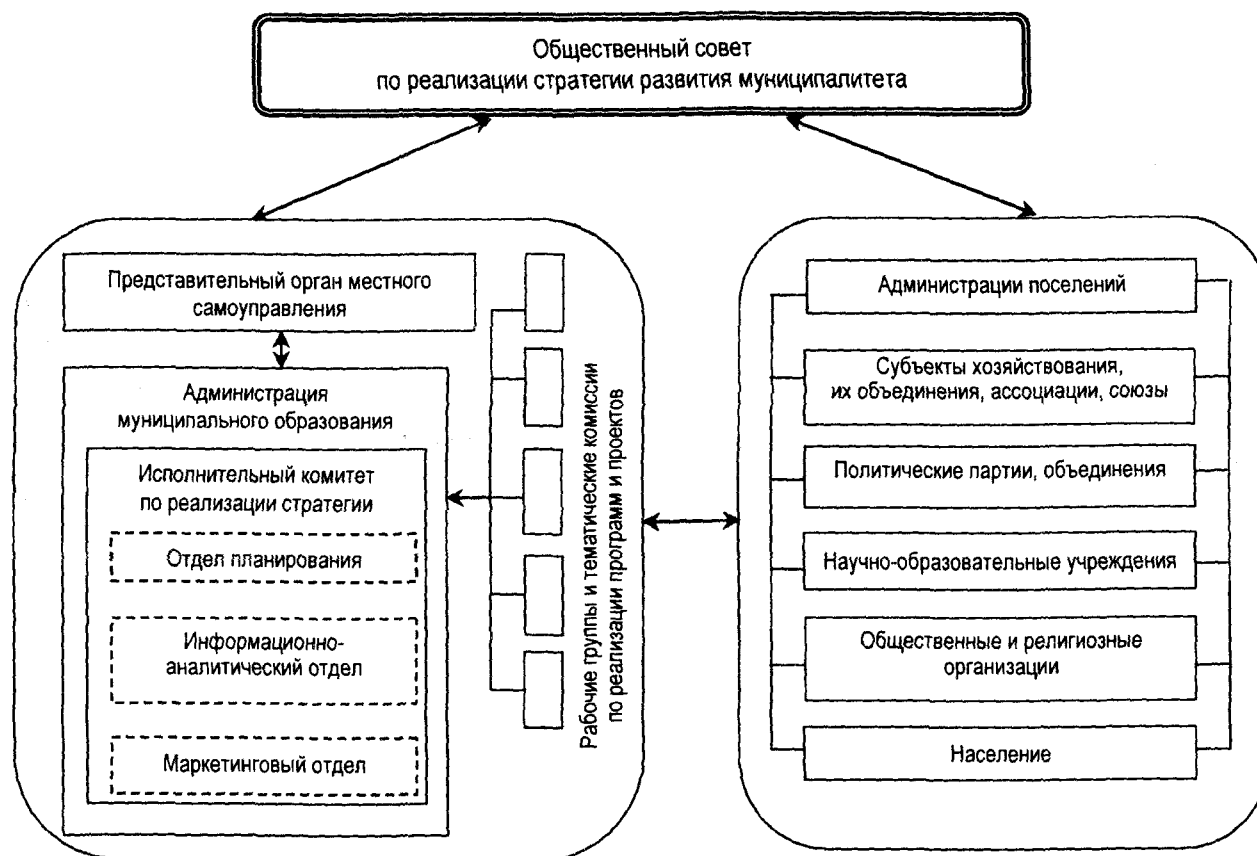 Общественный совет
по реализации стратегии развития муниципалитета
Представительный орган местного
самоуправления
Администрация
муниципального образования
Исполнительный комитет
по реализации стратегии
Отдел планирования
Информационно-
аналитический отдел
Маркетинговый отдел
Рабочие группы и тематические комиссии
по реализации программ и проектов
Администрации поселений
Субъекты хозяйствования,
их объединения, ассоциации, союзы
Политические партии, объединения
Научно-образовательные учреждения
Общественные и религиозные
организации
Население